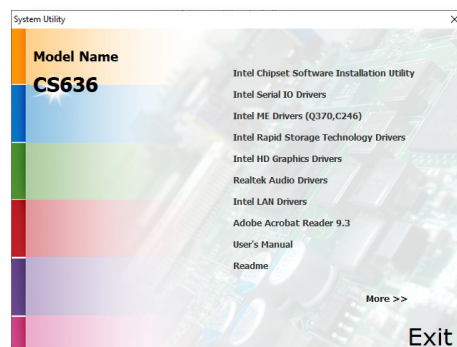 System Utility
Model Name
CS636
Intel Chipset Software Installation Utility
Intel Serial IO Drivers
Intel ME Drivers (Q370,C246)
Intel Rapid Storage Technology Drivers
Intel HD Graphics Drivers
Realtek Audio Drivers
Intel LAN Drivers
Adobe Acrobat Reader 9.3
User's Manual
Readme
More >>
Exit